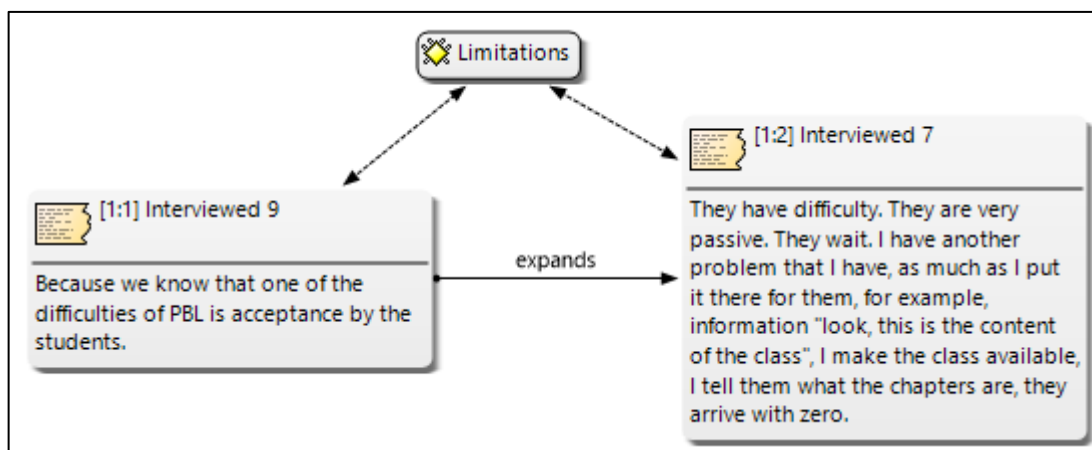 Limitations
[1:1] Interviewed 9
Because we know that one of the
difficulties of PBL is acceptance by the
students.
expands
[1:2] Interviewed 7
They have difficulty. They are very
passive. They wait. I have another
problem that I have, as much as I put
it there for them, for example,
information "look, this is the content
of the class", I make the class available,
I tell them what the chapters are, they
arrive with zero.